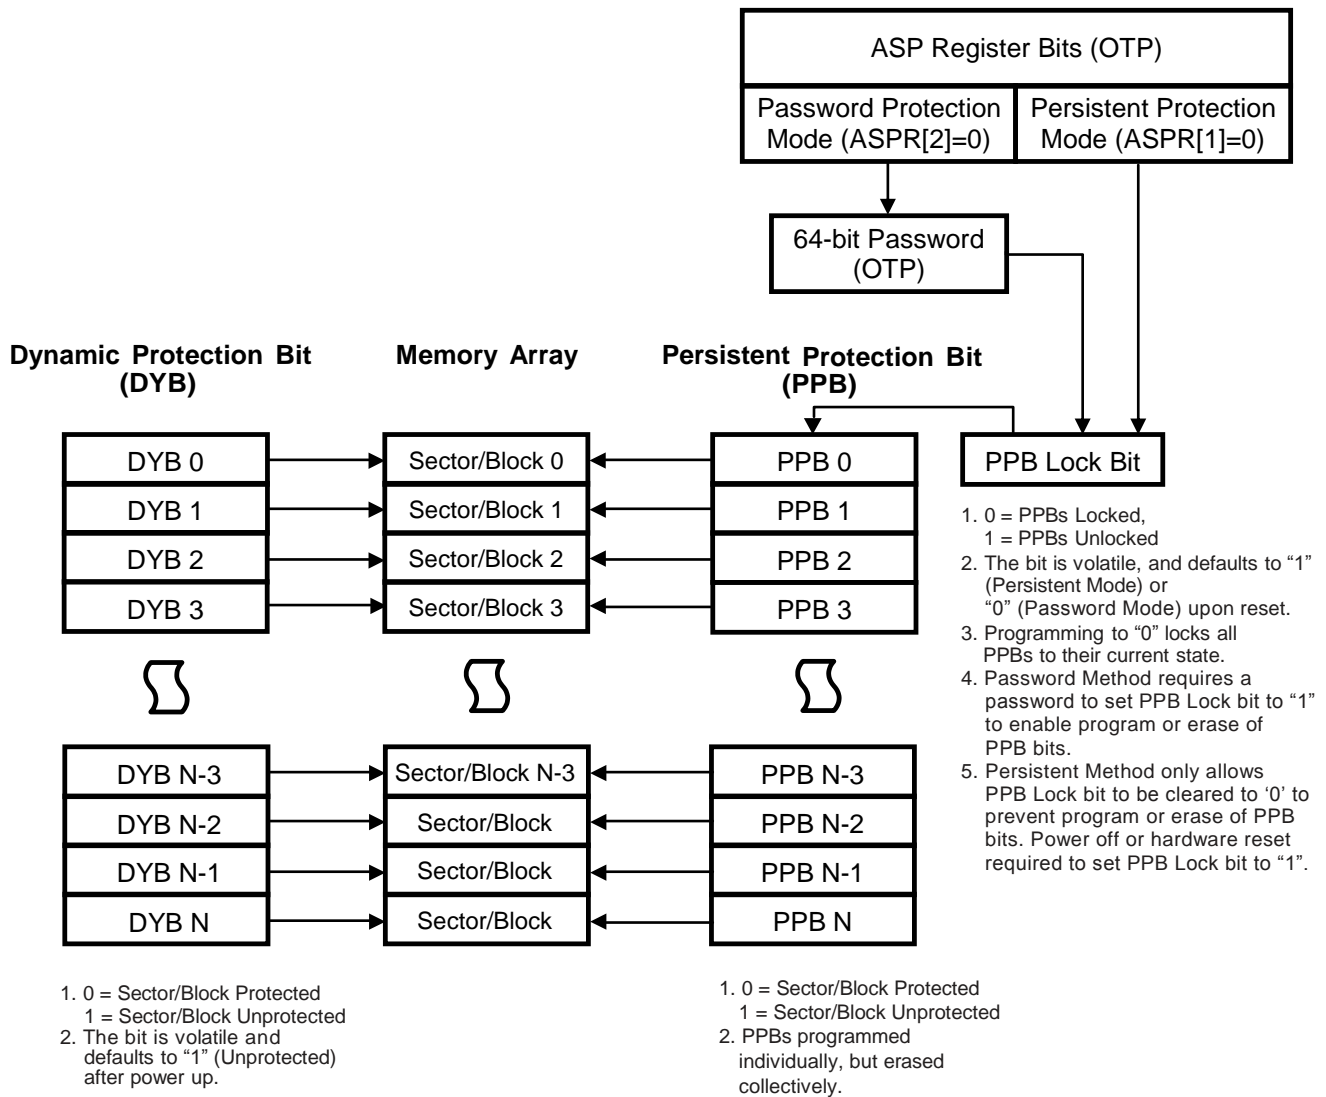 ASP Register Bits (OTP)
Password Protection
Mode (ASPR[2]=0)
Persistent Protection
Mode (ASPR[1]=0)
64-bit Password
(OTP)
Dynamic Protection Bit
(DYB)
Memory Array
Persistent Protection Bit
(PPB)
DYB 0
Sector/Block 0
PPB 0
PPB Lock Bit
DYB 1
Sector/Block 1
PPB 1
DYB 2
Sector/Block 2
PPB 2
DYB 3
Sector/Block 3
PPB 3
1. 0 = PPBs Locked,
1 = PPBs Unlocked
2. The bit is volatile, and defaults to “1”
(Persistent Mode) or
“0” (Password Mode) upon reset.
3. Programming to “0” locks all
PPBs to their current state.
4. Password Method requires a
password to set PPB Lock bit to “1”
to enable program or erase of
PPB bits.
5. Persistent Method only allows
PPB Lock bit to be cleared to ‘0’ to
prevent program or erase of PPB
bits. Power off or hardware reset
required to set PPB Lock bit to “1”.
DYB N-3
Sector/Block N-3
PPB N-3
DYB N-2
Sector/Block
PPB N-2
DYB N-1
Sector/Block
PPB N-1
DYB N
Sector/Block
PPB N
1. 0 = Sector/Block Protected
1 = Sector/Block Unprotected
2. The bit is volatile and
defaults to “1” (Unprotected)
after power up.
1. 0 = Sector/Block Protected
1 = Sector/Block Unprotected
2. PPBs programmed
individually, but erased
collectively.